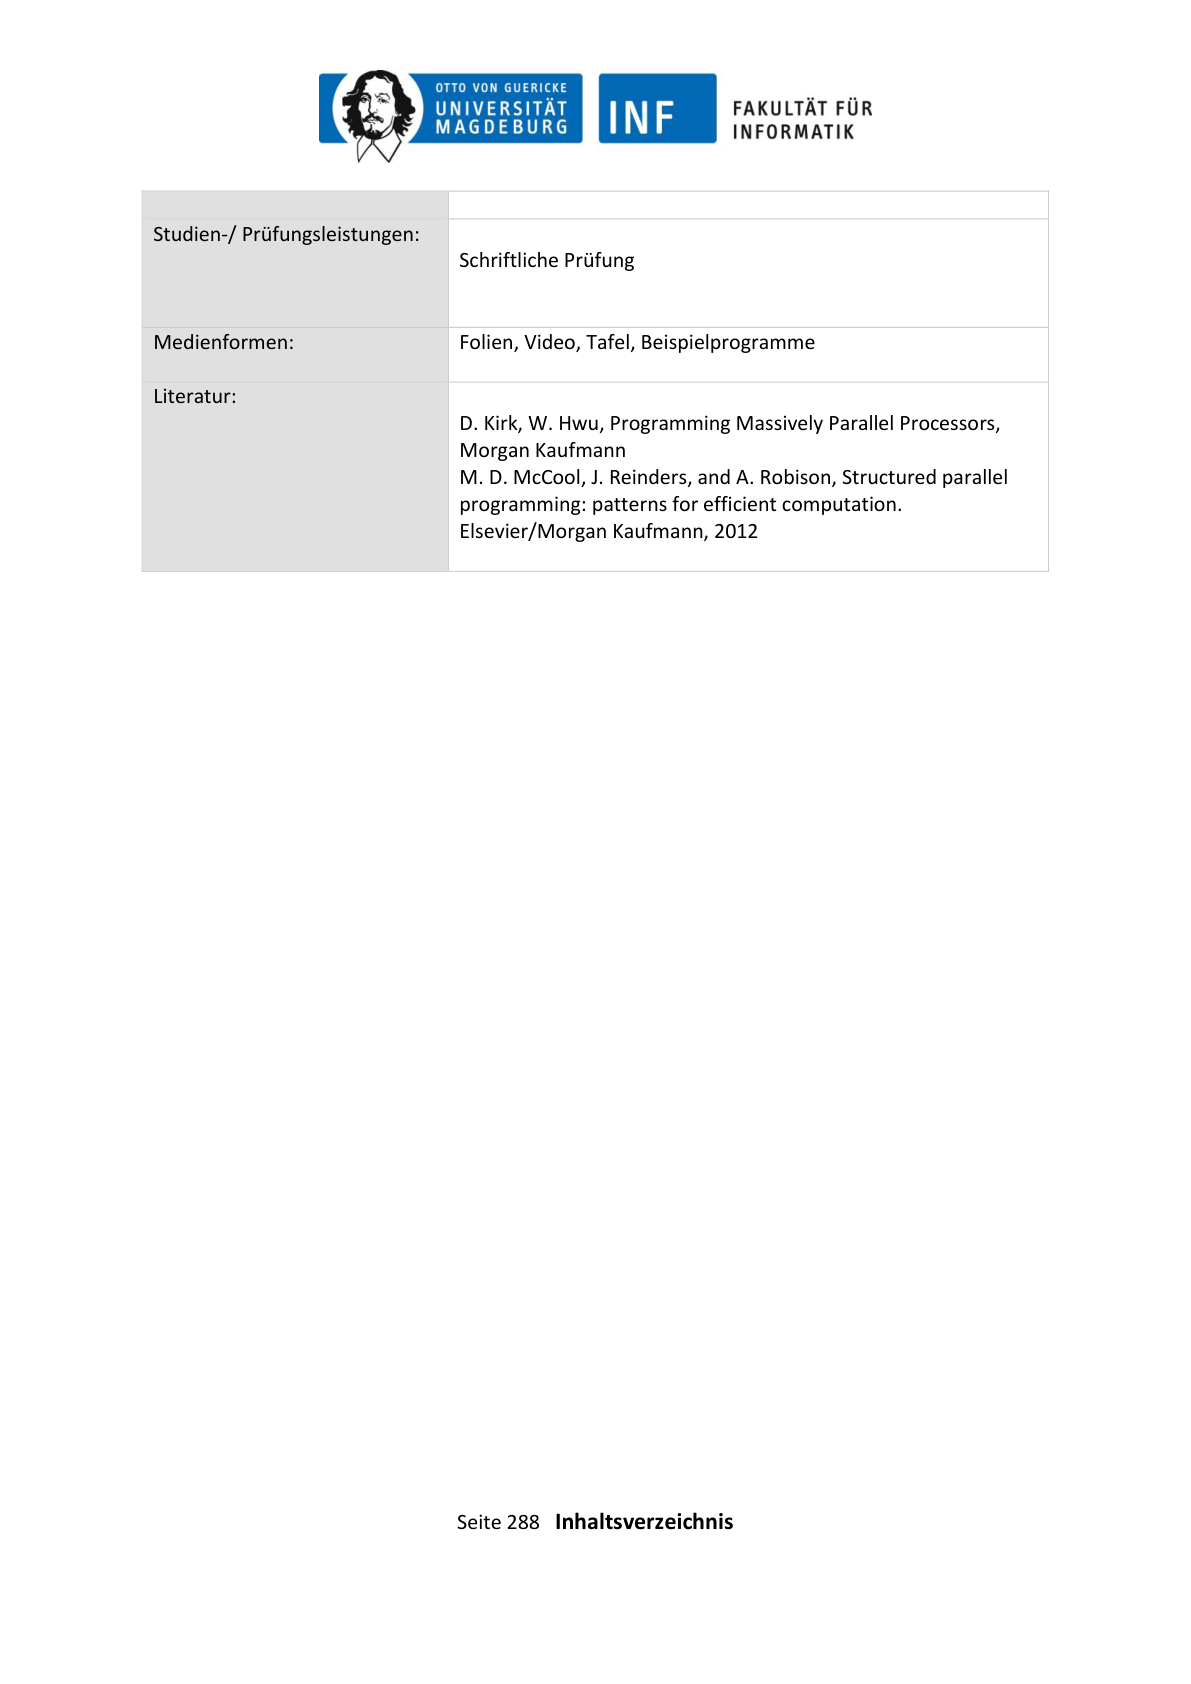 OTTO VON GUERICKE
UNIVERSITÄT
MAGDEBURG
INF
FAKULTÄT FÜR
INFORMATIK
Studien-/ Prüfungsleistungen:
Schriftliche Prüfung
Medienformen:
Folien, Video, Tafel, Beispielprogramme
Literatur:
D. Kirk, W. Hwu, Programming Massively Parallel Processors,
Morgan Kaufmann
M. D. McCool, J. Reinders, and A. Robison, Structured parallel
programming: patterns for efficient computation.
Elsevier/Morgan Kaufmann, 2012
Seite 288 Inhaltsverzeichnis